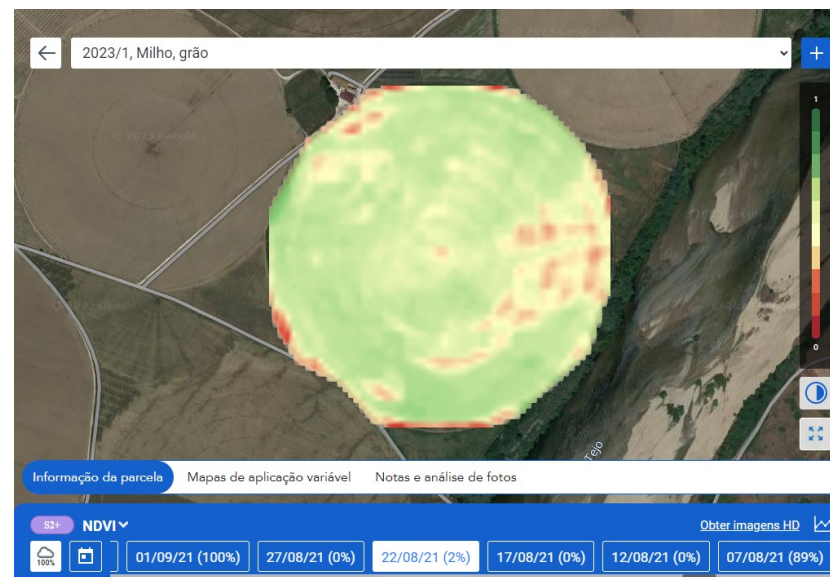 2023/1, Milho, grão
+
© 2023 Google
1
0
Tejo
Informação da parcela Mapas de aplicação variável Notas e análise de fotos
S2+ NDVI Obter imagens HD
100% 01/09/21 (100%) 27/08/21 (0%) 22/08/21 (2%) 17/08/21 (0%) 12/08/21 (0%) 07/08/21 (89%)